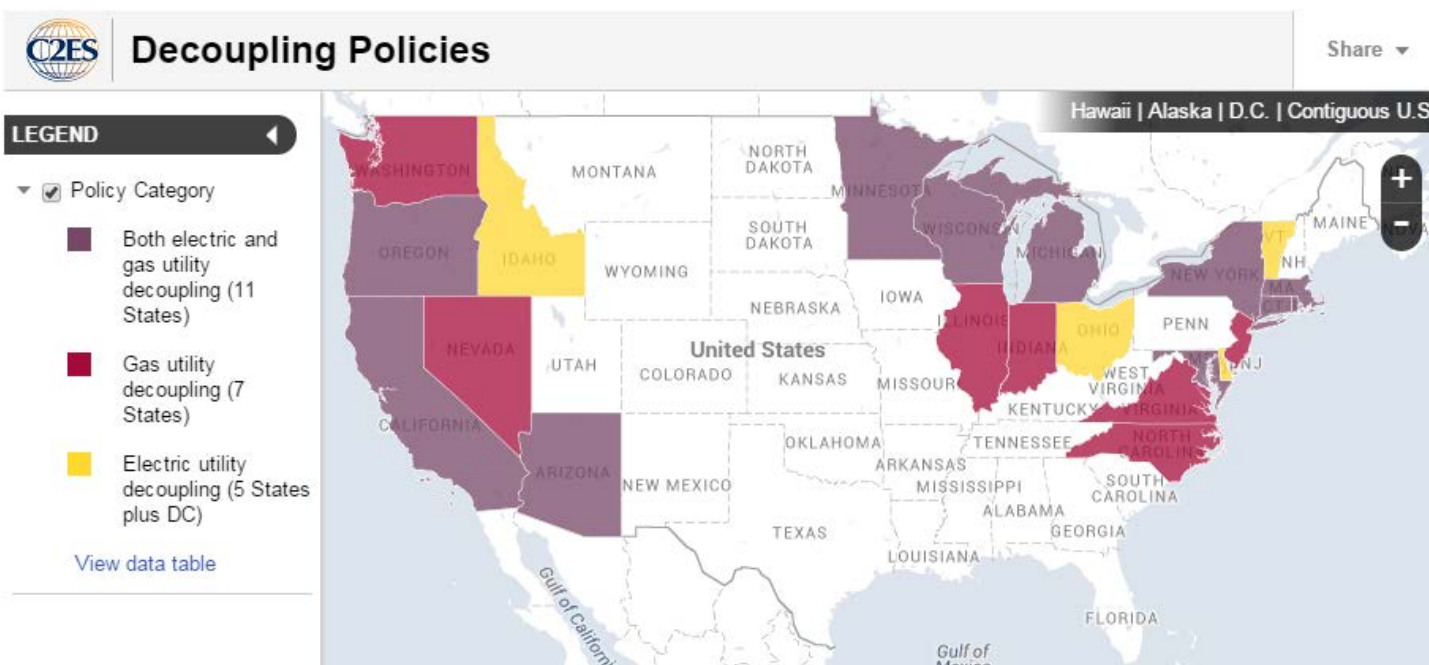 C2ES
Decoupling Policies
Share
Hawaii | Alaska | D.C. | Contiguous U.S
LEGEND
Policy Category
Both electric and
gas utility
decoupling (11
States)
Gas utility
decoupling (7
States)
Electric utility
decoupling (5 States
plus DC)
View data table
WASHINGTON
MONTANA
NORTH
DAKOTA
MINNESOTA
OREGON
IDAHO
WYOMING
SOUTH
DAKOTA
WISCONSIN
MICHIGAN
VT
NH
MAINE
NEW YORK
MA
CT
NEVADA
UTAH
COLORADO
NEBRASKA
IOWA
ILLINOIS
INDIANA
OHIO
PENN
NJ
United States
KANSAS
MISSOUR
WEST
VIRGINIA
KENTUCKY
VIRGINIA
CALIFORNIA
ARIZONA
NEW MEXICO
OKLAHOMA
ARKANSAS
TENNESSEE
NORTH
CAROLINA
SOUTH
CAROLINA
MISSISSIPPI
ALABAMA
GEORGIA
TEXAS
LOUISIANA
FLORIDA
Gulf of California
Gulf of
Mexico
+
-